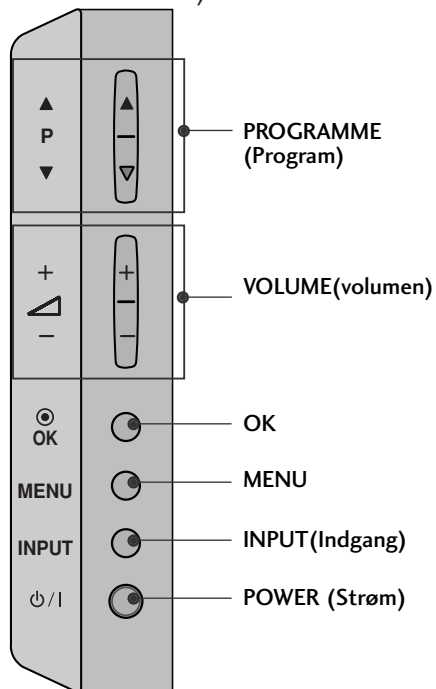 )
▲
P
▼
PROGRAMME
(Program)
+
−
+
−
VOLUME(volumen)
OK
OK
MENU
MENU
INPUT
INPUT(Indgang)
⏻/I
POWER (Strøm)